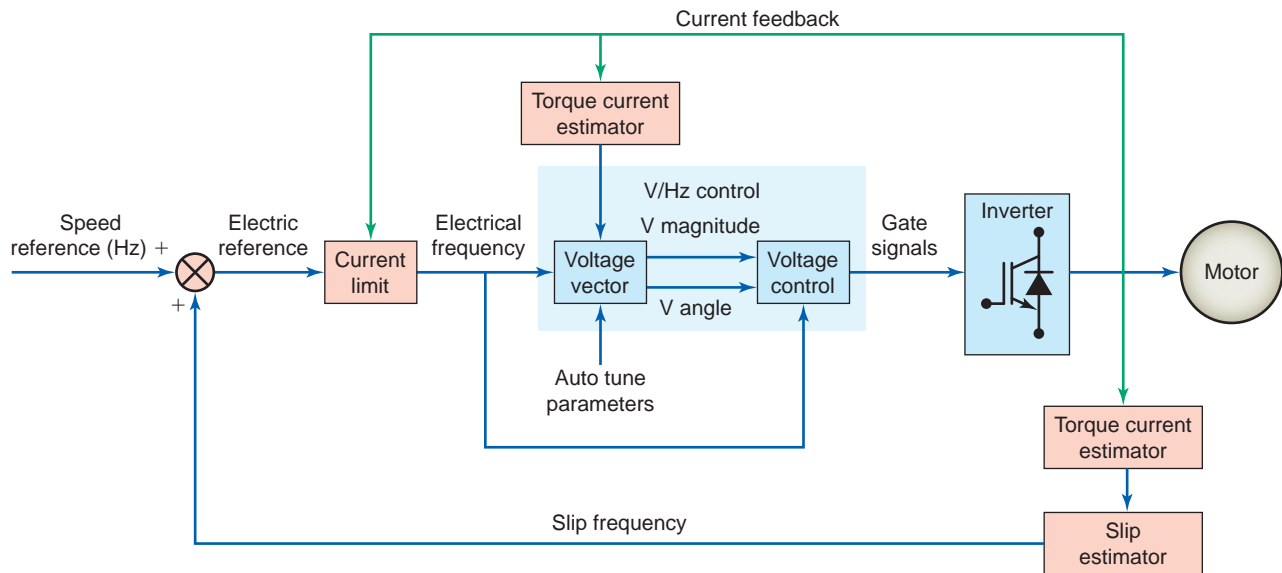 Current feedback
Torque current
estimator
V/Hz control
Speed
reference (Hz)
+
+
Electric
reference
Current
limit
Electrical
frequency
V magnitude
Voltage
vector
V angle
Voltage
control
Gate
signals
Inverter
Motor
Auto tune
parameters
Torque current
estimator
Slip frequency
Slip
estimator